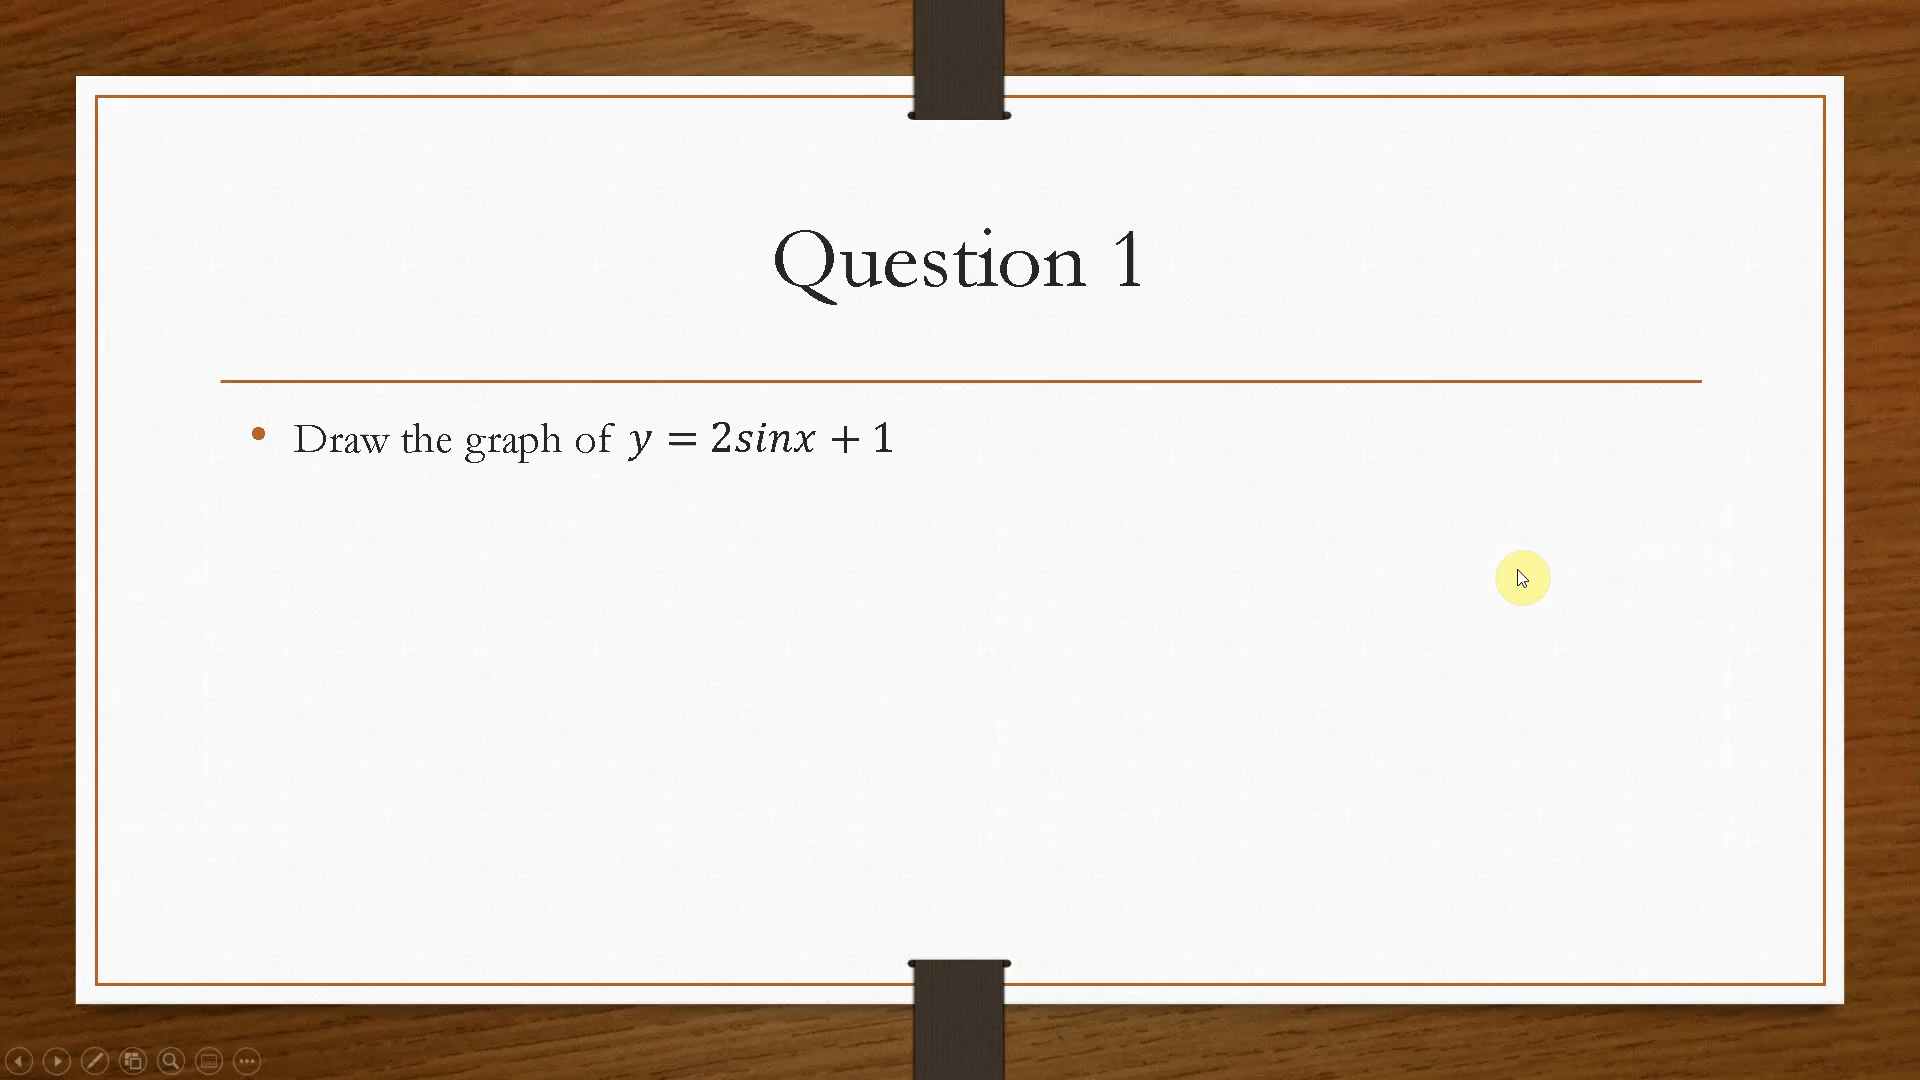 Question 1
• Draw the graph of y = 2sinx + 1